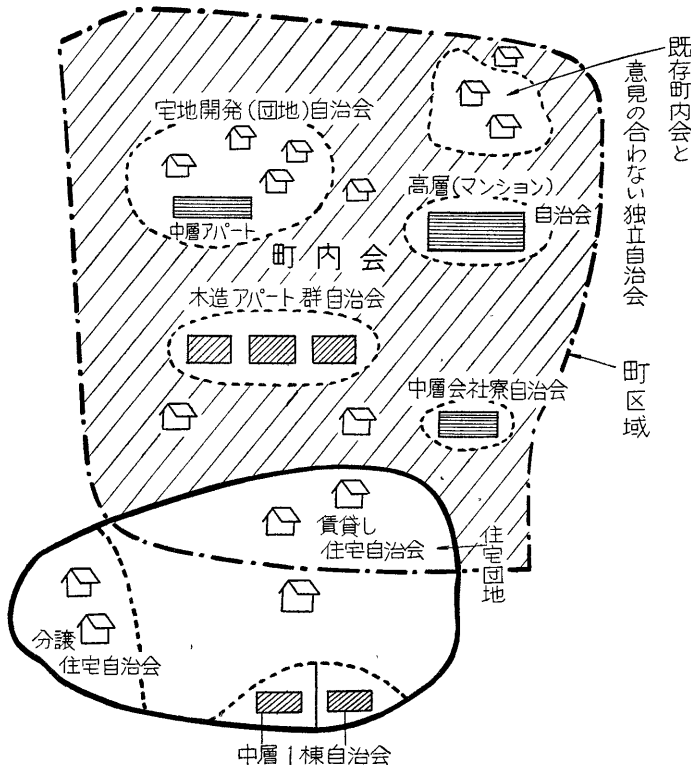 既存町内会と
意見の合わない独立自治会
宅地開発(団地)自治会
中層アパート
高層(マンション)
自治会
町内会
木造アパート群自治会
中層会社寮自治会
町区域
賃貸し
住宅自治会
住宅団地
分譲
住宅自治会
中層1棟自治会